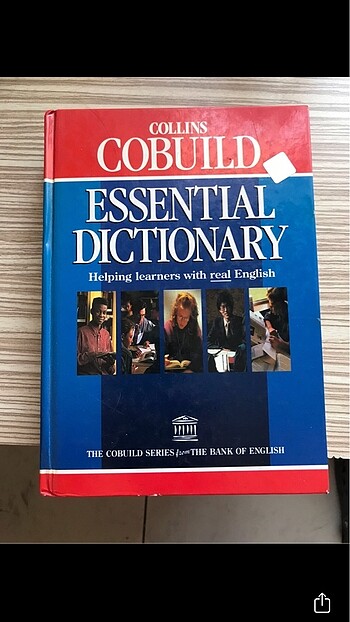 COLLINS
COBUILD
ESSENTIAL
DICTIONARY
Helping learners with real English
THE COBUILD SERIES from THE BANK OF ENGLISH